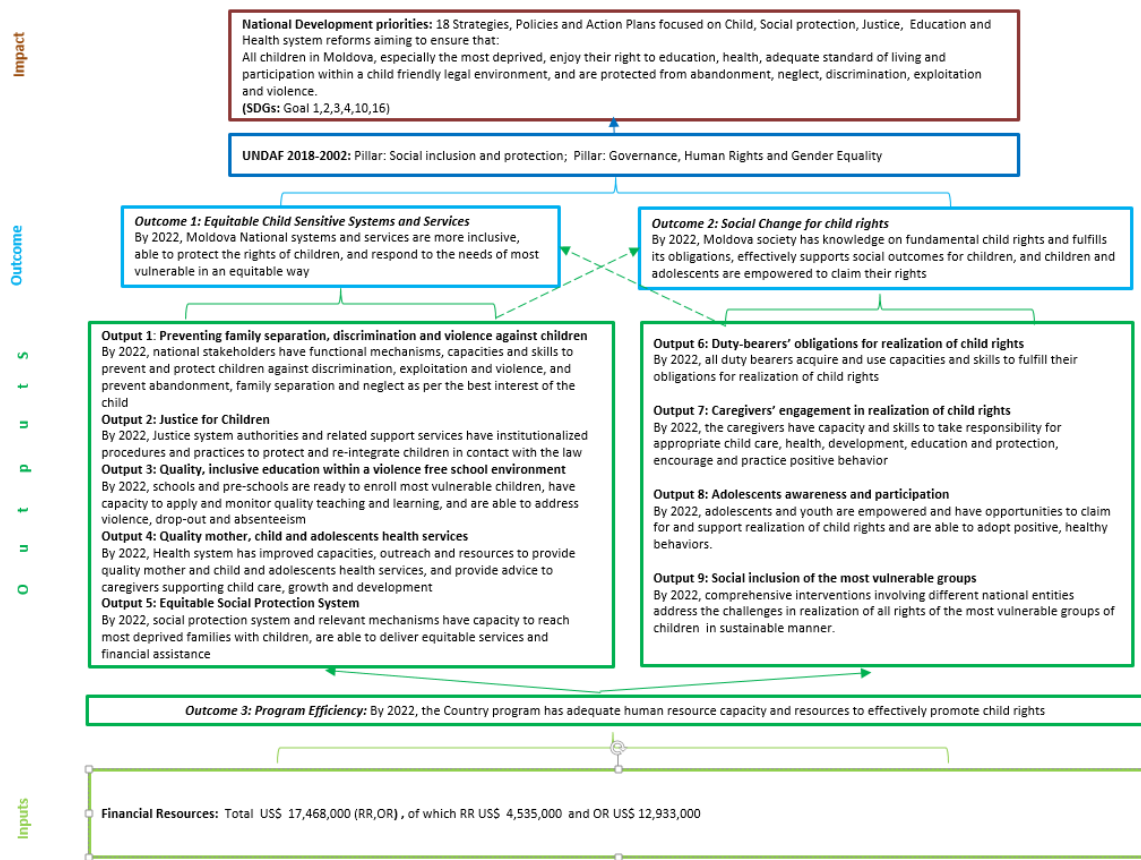 Impact
National Development priorities: 18 Strategies, Policies and Action Plans focused on Child, Social protection, Justice, Education and
Health system reforms aiming to ensure that:
All children in Moldova, especially the most deprived, enjoy their right to education, health, adequate standard of living and
participation within a child friendly legal environment, and are protected from abandonment, neglect, discrimination, exploitation
and violence.
(SDGs: Goal 1,2,3,4,10,16)
UNDAF 2018-2002: Pillar: Social inclusion and protection; Pillar: Governance, Human Rights and Gender Equality
Outcome
Outcome 1: Equitable Child Sensitive Systems and Services
By 2022, Moldova National systems and services are more inclusive,
able to protect the rights of children, and respond to the needs of most
vulnerable in an equitable way
Outcome 2: Social Change for child rights
By 2022, Moldova society has knowledge on fundamental child rights and fulfills
its obligations, effectively supports social outcomes for children, and children and
adolescents are empowered to claim their rights
Outputs
Output 1: Preventing family separation, discrimination and violence against children
By 2022, national stakeholders have functional mechanisms, capacities and skills to
prevent and protect children against discrimination, exploitation and violence, and
prevent abandonment, family separation and neglect as per the best interest of the
child
Output 2: Justice for Children
By 2022, Justice system authorities and related support services have institutionalized
procedures and practices to protect and re-integrate children in contact with the law
Output 3: Quality, inclusive education within a violence free school environment
By 2022, schools and pre-schools are ready to enroll most vulnerable children, have
capacity to apply and monitor quality teaching and learning, and are able to address
violence, drop-out and absenteeism
Output 4: Quality mother, child and adolescents health services
By 2022, Health system has improved capacities, outreach and resources to provide
quality mother and child and adolescents health services, and provide advice to
caregivers supporting child care, growth and development
Output 5: Equitable Social Protection System
By 2022, social protection system and relevant mechanisms have capacity to reach
most deprived families with children, are able to deliver equitable services and
financial assistance
Output 6: Duty-bearers' obligations for realization of child rights
By 2022, all duty bearers acquire and use capacities and skills to fulfill their
obligations for realization of child rights
Output 7: Caregivers' engagement in realization of child rights
By 2022, the caregivers have capacity and skills to take responsibility for
appropriate child care, health, development, education and protection,
encourage and practice positive behavior
Output 8: Adolescents awareness and participation
By 2022, adolescents and youth are empowered and have opportunities to claim
for and support realization of child rights and are able to adopt positive, healthy
behaviors.
Output 9: Social inclusion of the most vulnerable groups
By 2022, comprehensive interventions involving different national entities
address the challenges in realization of all rights of the most vulnerable groups of
children in sustainable manner.
Outcome 3: Program Efficiency: By 2022, the Country program has adequate human resource capacity and resources to effectively promote child rights
Inputs
Financial Resources: Total US$ 17,468,000 (RR,OR) , of which RR US$ 4,535,000 and OR US$ 12,933,000